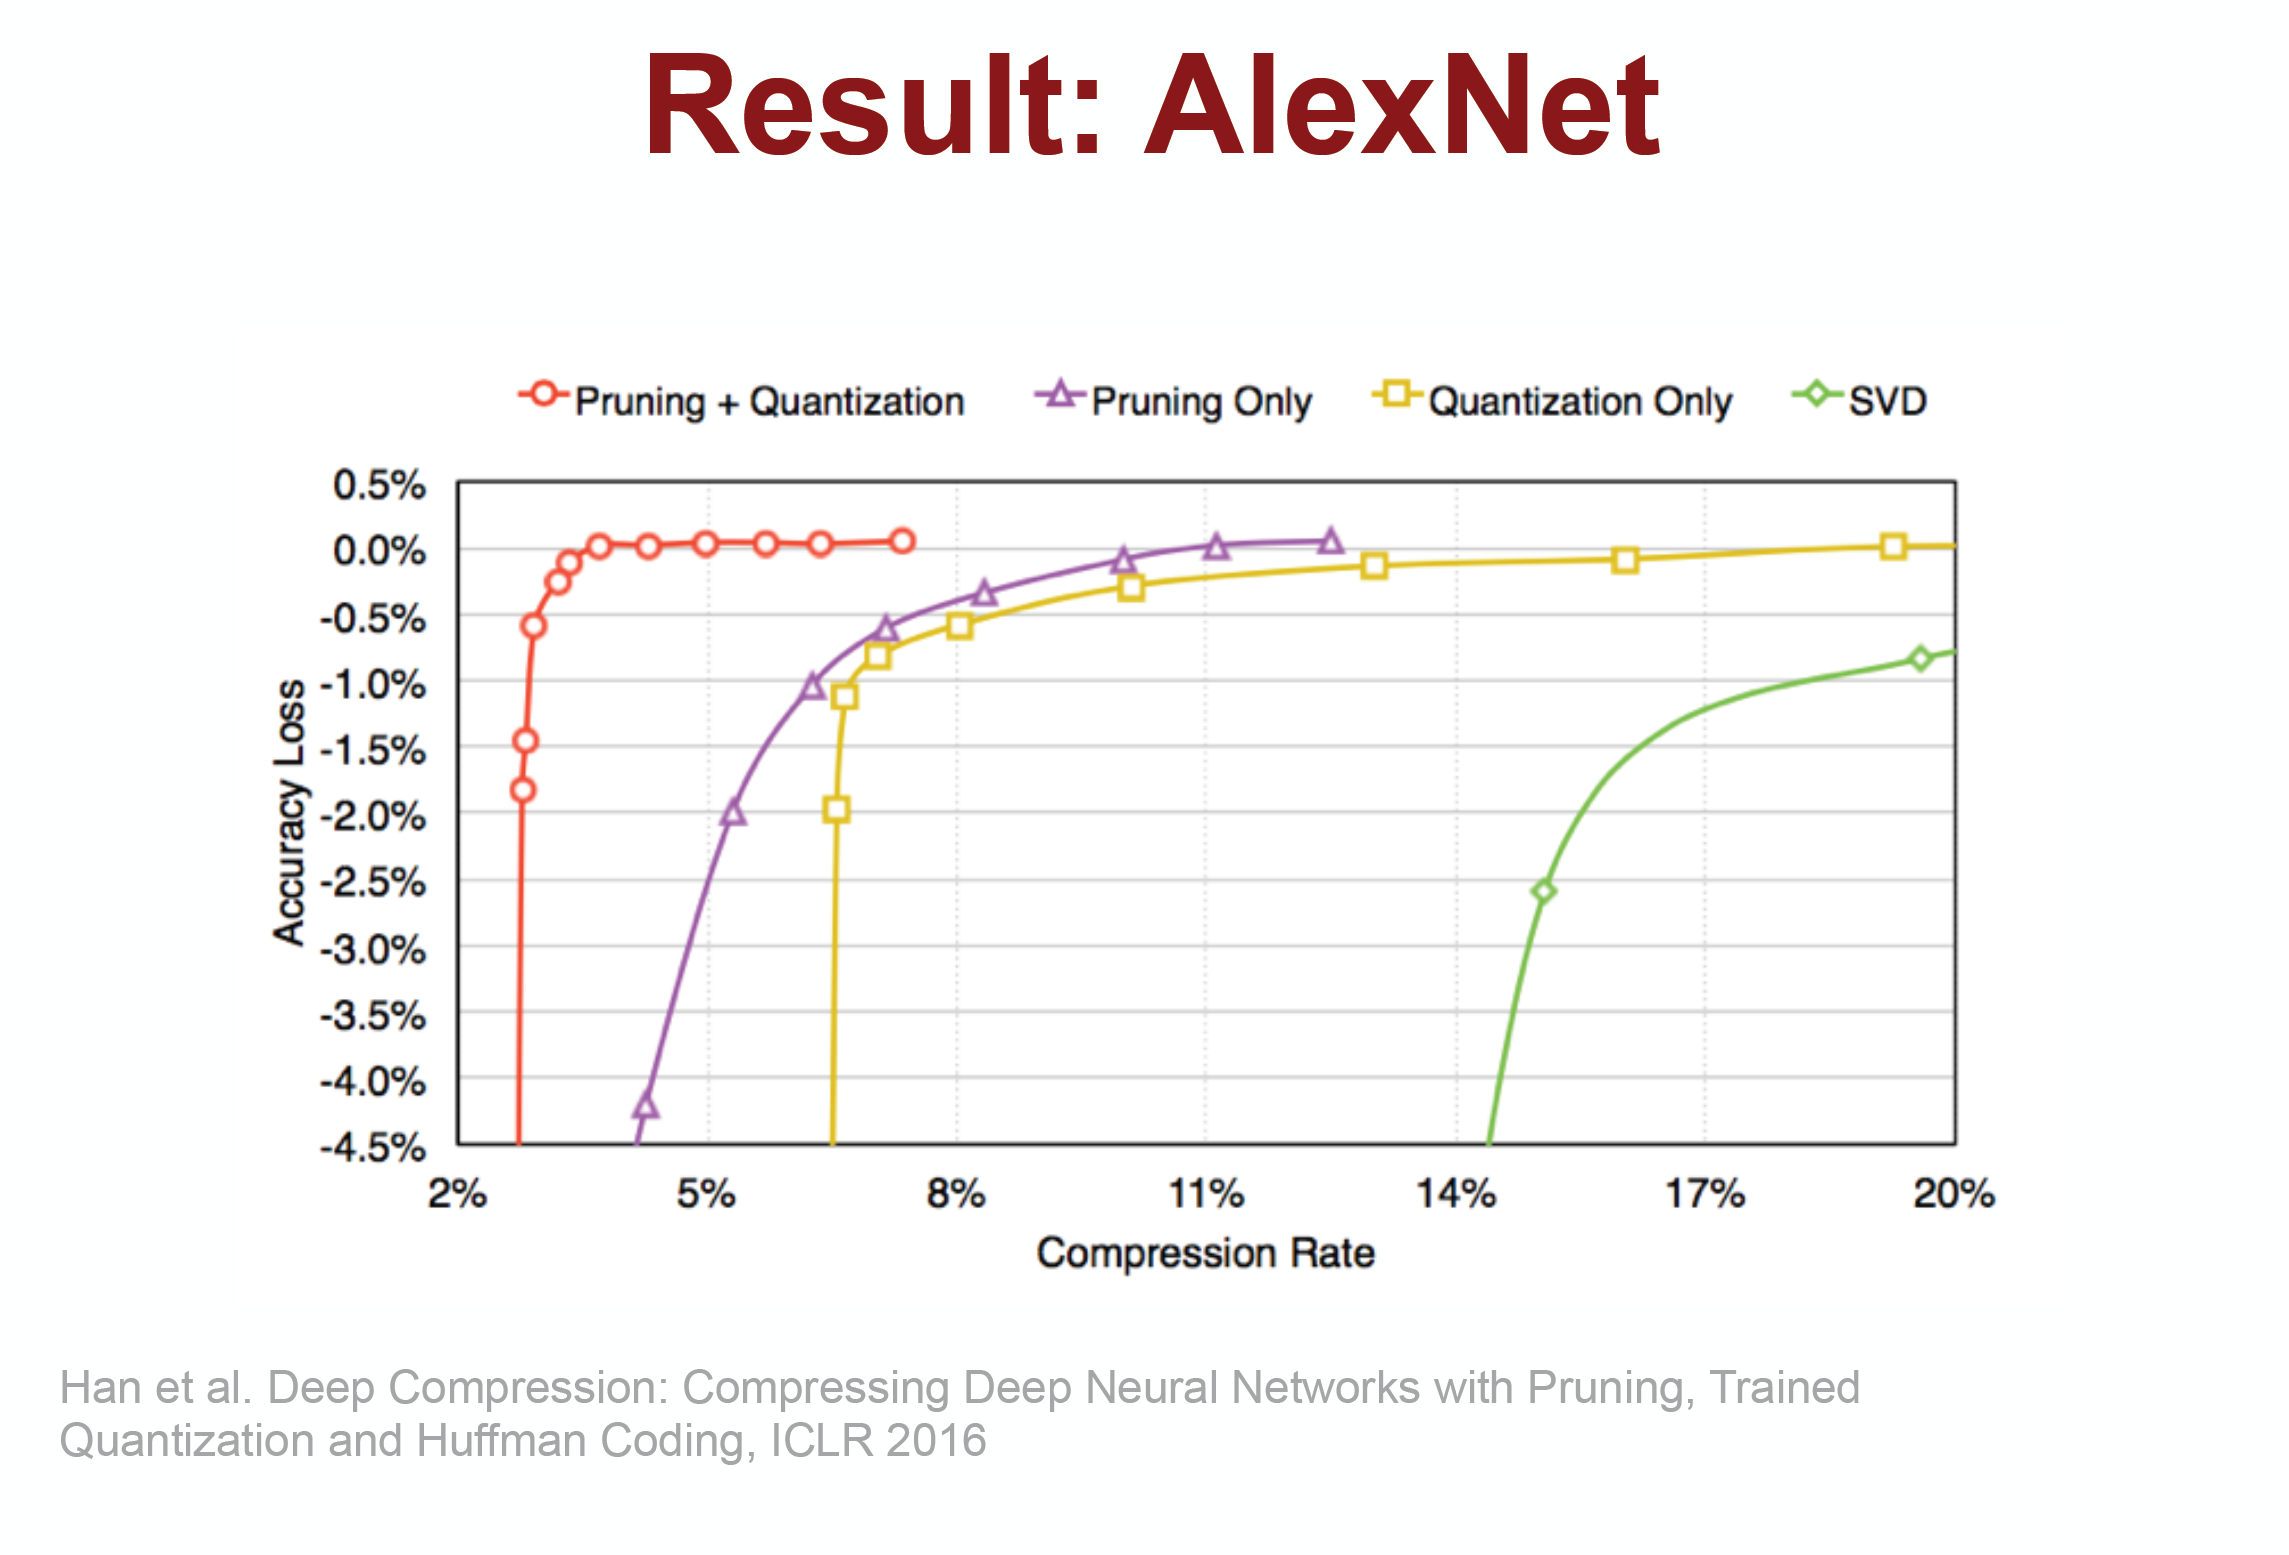 Result: AlexNet
Pruning + Quantization
Pruning Only
Quantization Only
SVD
0.5%
0.0%
-0.5%
-1.0%
-1.5%
-2.0%
-2.5%
-3.0%
-3.5%
-4.0%
-4.5%
Accuracy Loss
2%
5%
8%
11%
14%
17%
20%
Compression Rate
Han et al. Deep Compression: Compressing Deep Neural Networks with Pruning, Trained
Quantization and Huffman Coding, ICLR 2016